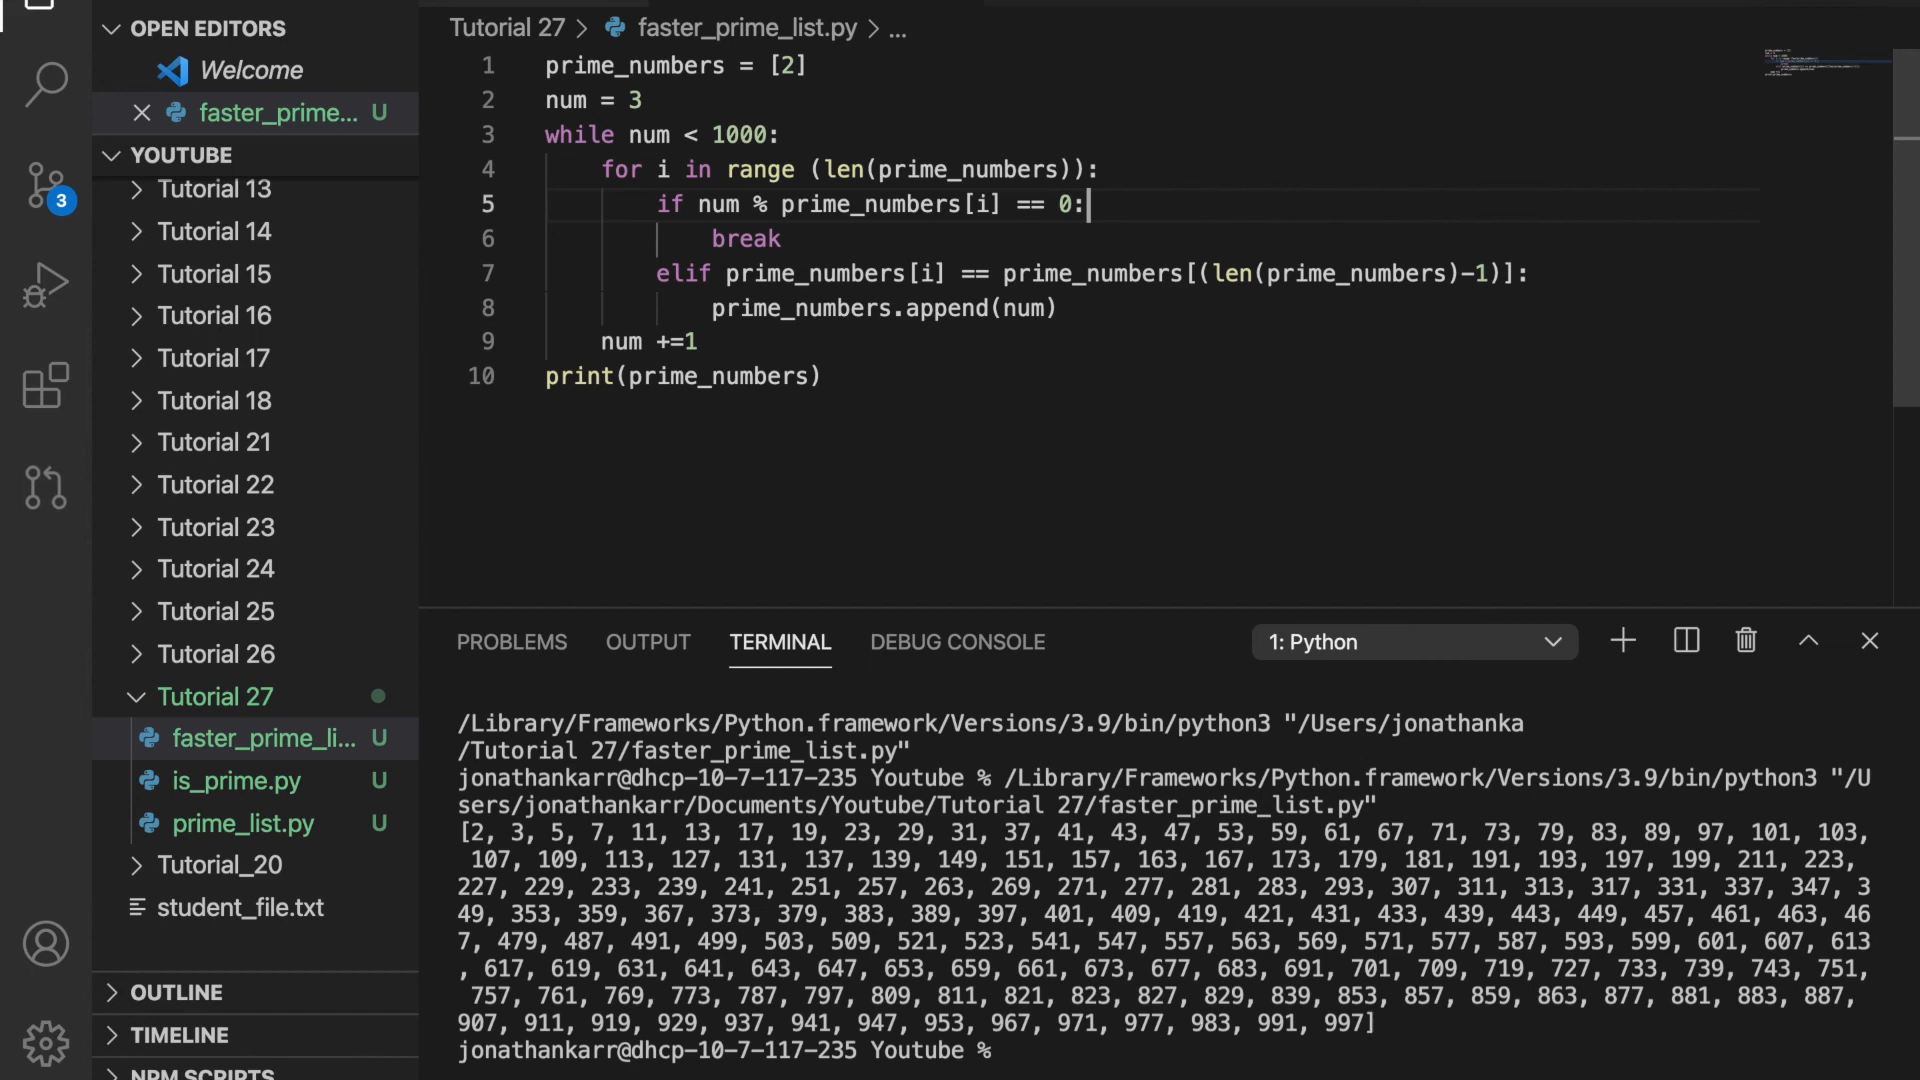 OPEN EDITORS
Welcome
faster_prime... U
YOUTUBE
Tutorial 13
Tutorial 14
Tutorial 15
Tutorial 16
Tutorial 17
Tutorial 18
Tutorial 21
Tutorial 22
Tutorial 23
Tutorial 24
Tutorial 25
Tutorial 26
Tutorial 27
faster_prime_li... U
is_prime.py U
prime_list.py U
Tutorial_20
student_file.txt
OUTLINE
TIMELINE
NPM SCRIPTS
3
Tutorial 27 > faster_prime_list.py > ...
1 prime_numbers = [2]
2 num = 3
3 while num < 1000:
4 for i in range (len(prime_numbers)):
5 if num % prime_numbers[i] == 0:
6 break
7 elif prime_numbers[i] == prime_numbers[(len(prime_numbers)-1)]:
8 prime_numbers.append(num)
9 num +=1
10 print(prime_numbers)
PROBLEMS OUTPUT TERMINAL DEBUG CONSOLE 1: Python
/Library/Frameworks/Python.framework/Versions/3.9/bin/python3 "/Users/jonathanka
/Tutorial 27/faster_prime_list.py"
jonathankarr@dhcp-10-7-117-235 Youtube % /Library/Frameworks/Python.framework/Versions/3.9/bin/python3 "/U
sers/jonathankarr/Documents/Youtube/Tutorial 27/faster_prime_list.py"
[2, 3, 5, 7, 11, 13, 17, 19, 23, 29, 31, 37, 41, 43, 47, 53, 59, 61, 67, 71, 73, 79, 83, 89, 97, 101, 103,
107, 109, 113, 127, 131, 137, 139, 149, 151, 157, 163, 167, 173, 179, 181, 191, 193, 197, 199, 211, 223,
227, 229, 233, 239, 241, 251, 257, 263, 269, 271, 277, 281, 283, 293, 307, 311, 313, 317, 331, 337, 347, 3
49, 353, 359, 367, 373, 379, 383, 389, 397, 401, 409, 419, 421, 431, 433, 439, 443, 449, 457, 461, 463, 46
7, 479, 487, 491, 499, 503, 509, 521, 523, 541, 547, 557, 563, 569, 571, 577, 587, 593, 599, 601, 607, 613
, 617, 619, 631, 641, 643, 647, 653, 659, 661, 673, 677, 683, 691, 701, 709, 719, 727, 733, 739, 743, 751,
757, 761, 769, 773, 787, 797, 809, 811, 821, 823, 827, 829, 839, 853, 857, 859, 863, 877, 881, 883, 887,
907, 911, 919, 929, 937, 941, 947, 953, 967, 971, 977, 983, 991, 997]
jonathankarr@dhcp-10-7-117-235 Youtube %